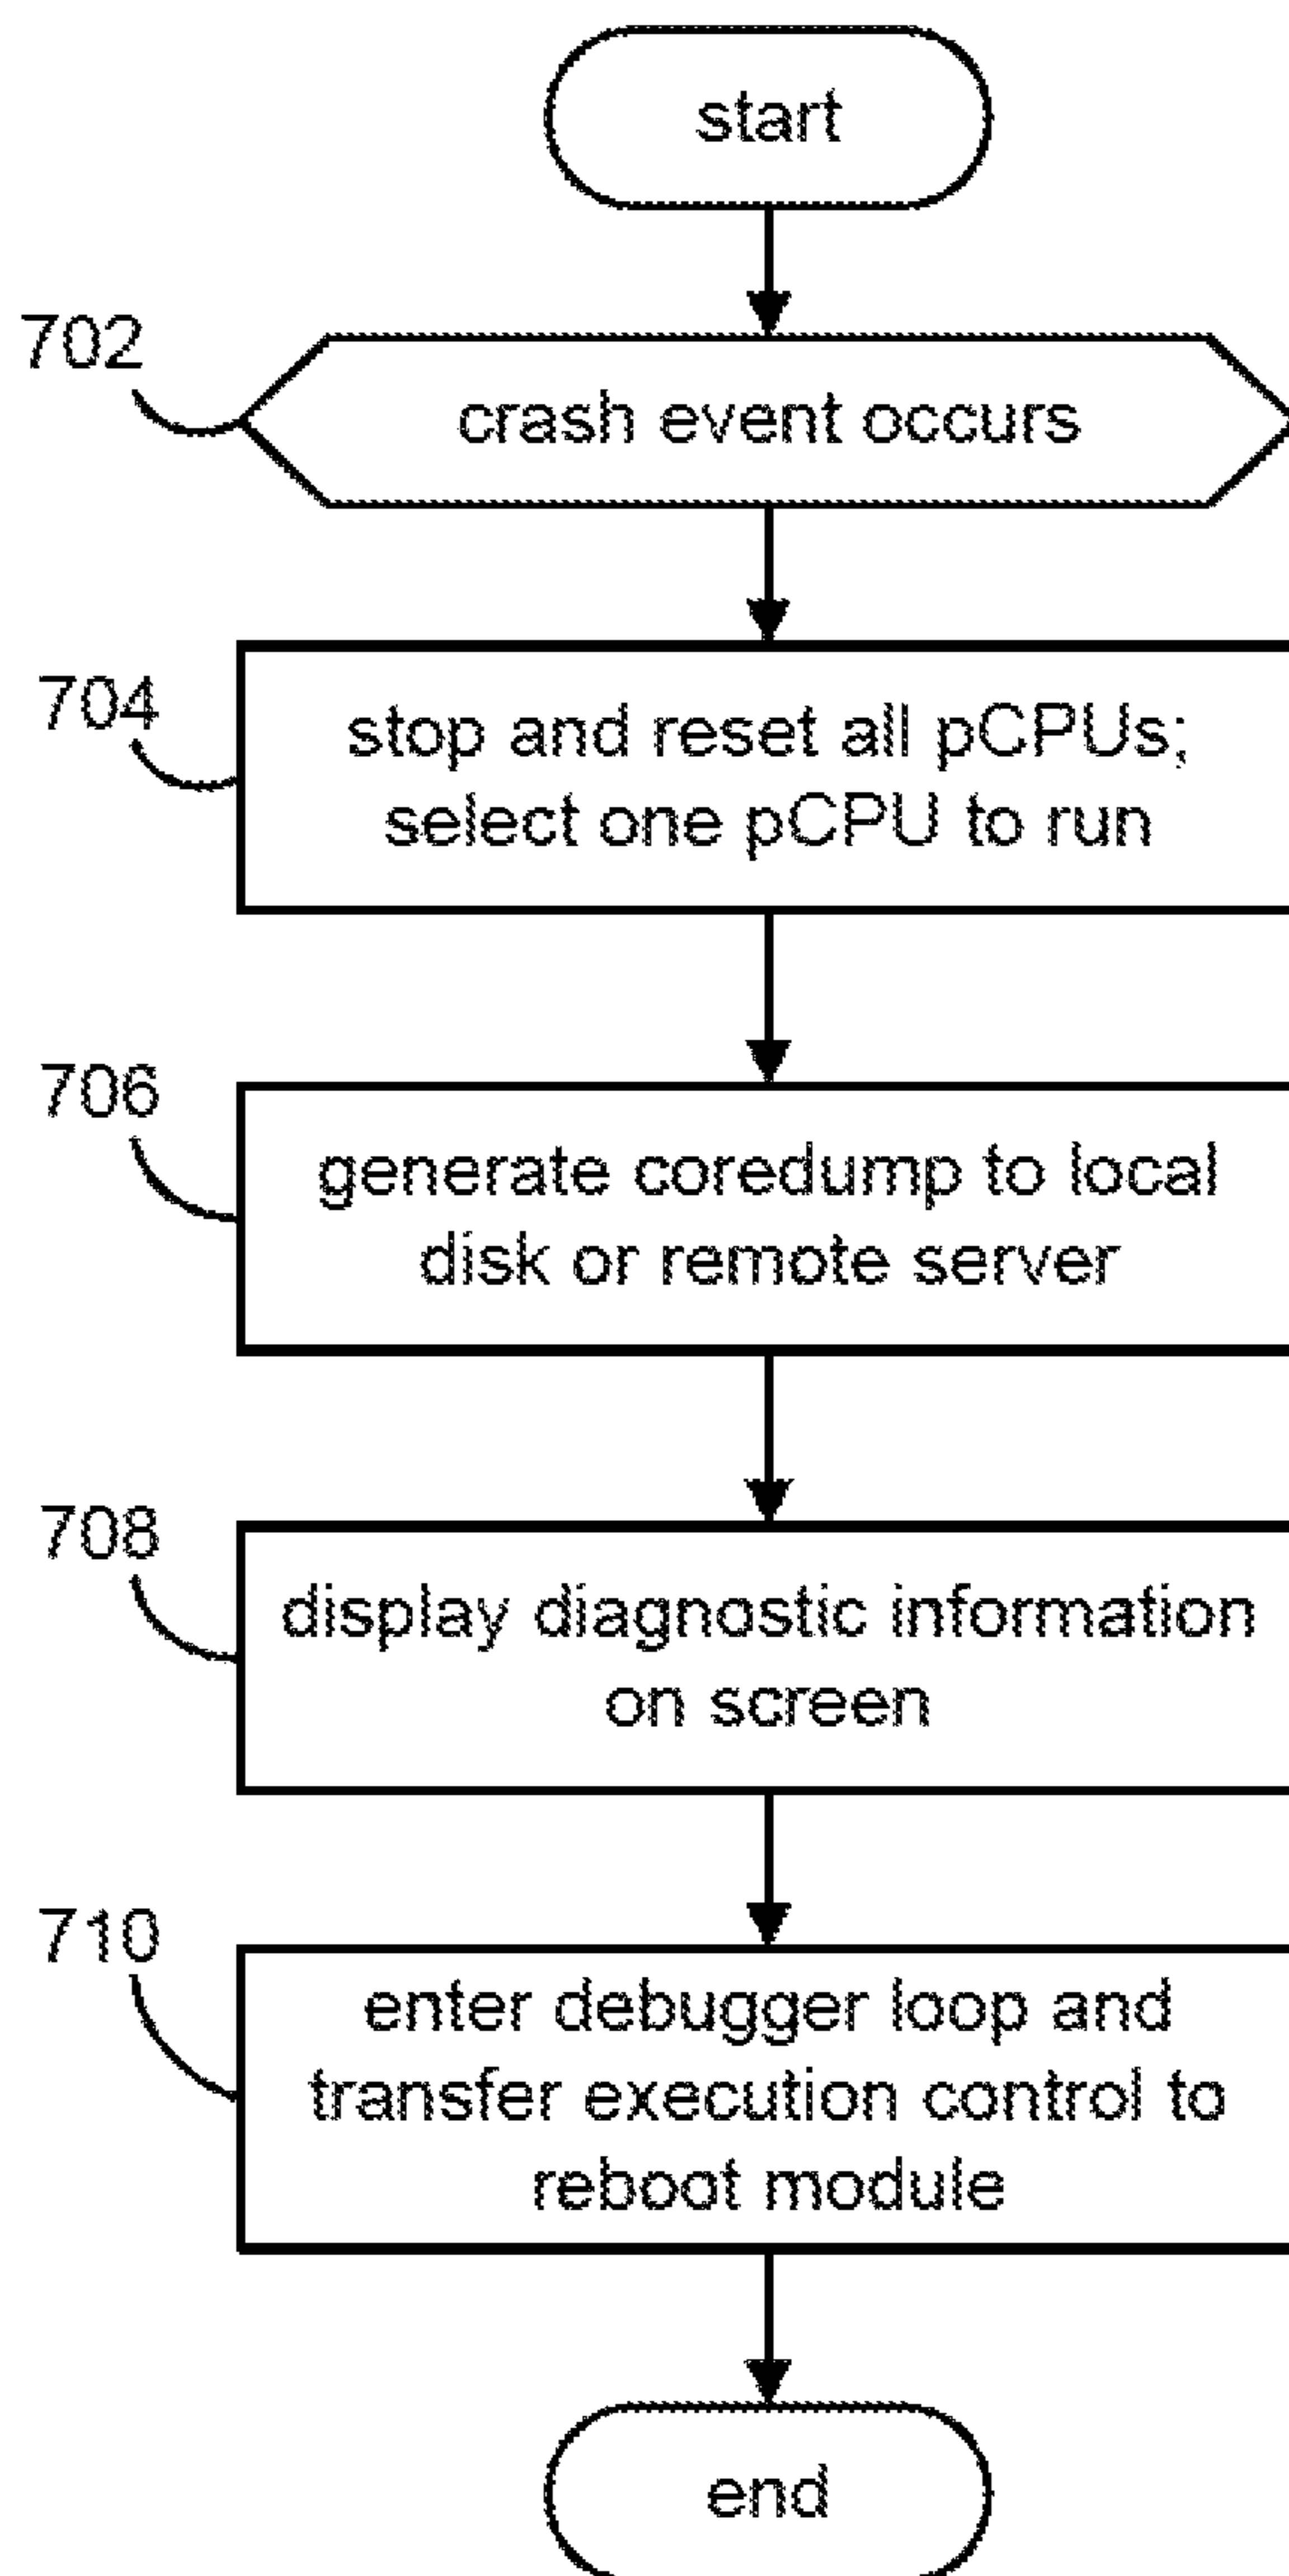 start
702
crash event occurs
704
stop and reset all pCPUs;
select one pCPU to run
706
generate coredump to local
disk or remote server
708
display diagnostic information
on screen
710
enter debugger loop and
transfer execution control to
reboot module
end